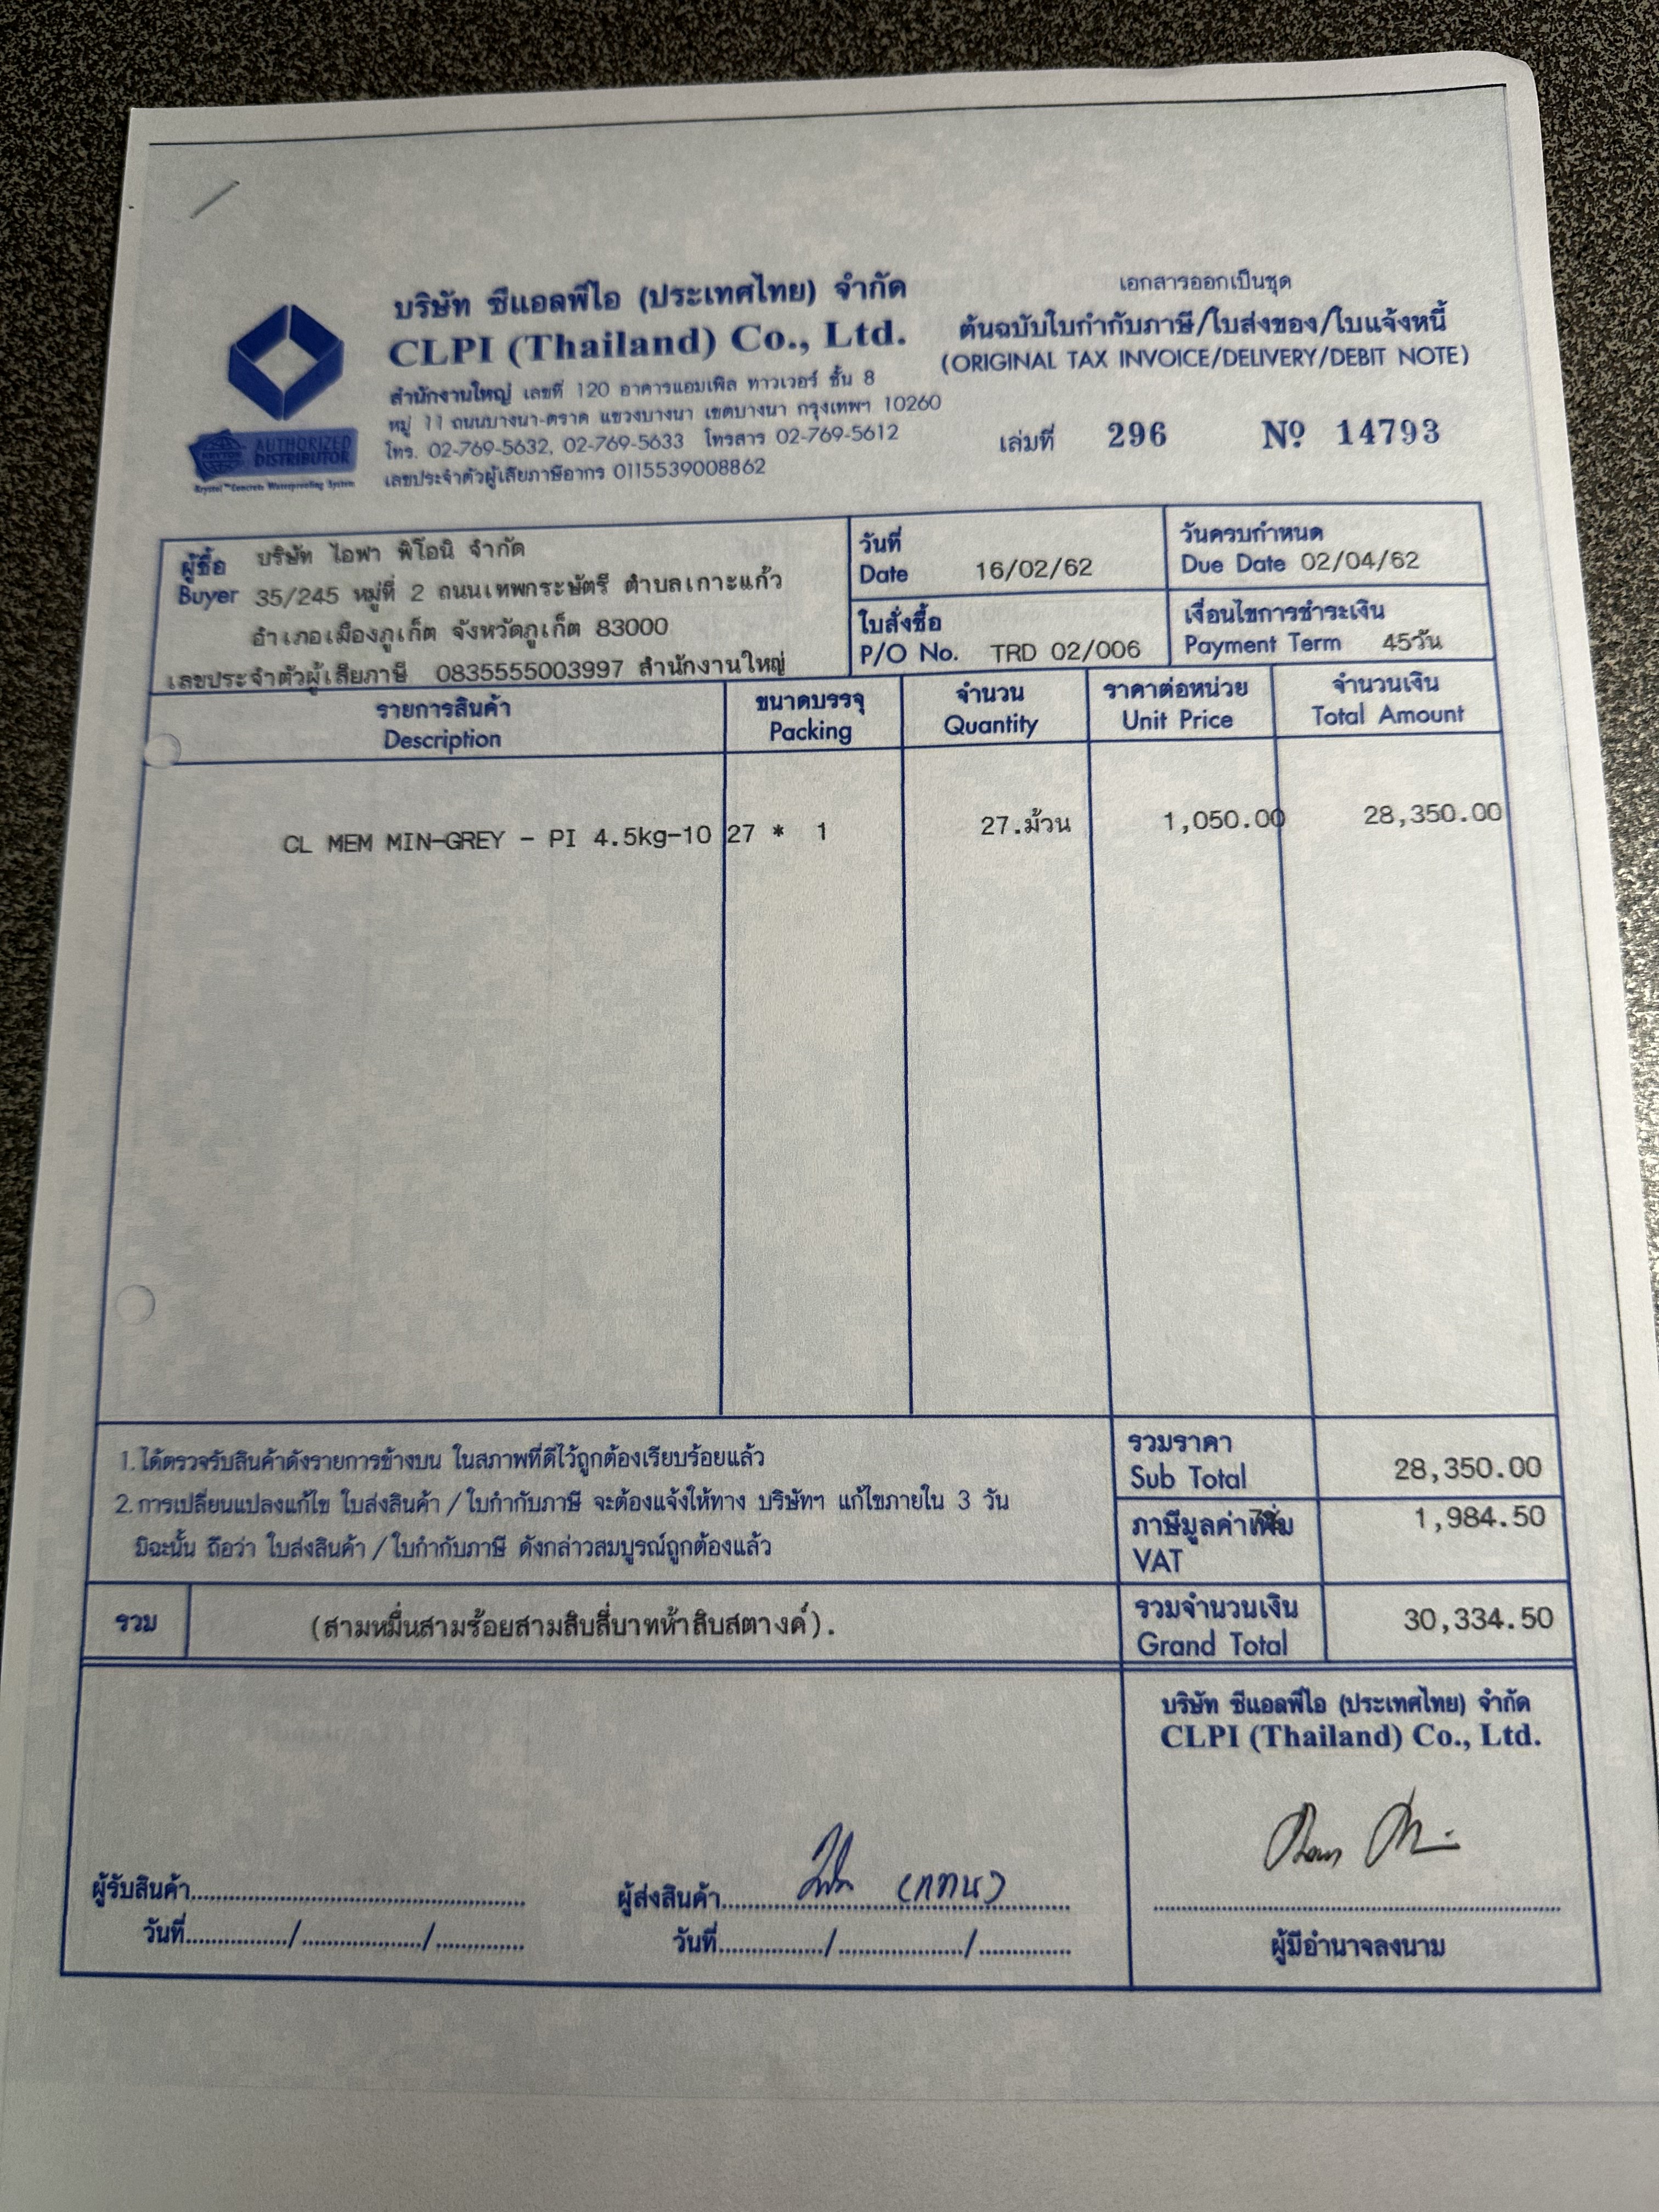 บริษัท ซีแอลพีไอ (ประเทศไทย) จำกัด
CLPI (Thailand) Co., Ltd.
สำนักงานใหญ่ เลขที่ 120 อาคารแอมเพิล ทาวเวอร์ ชั้น 8
หมู่ 11 ถนนบางนา-ตราด แขวงบางนา เขตบางนา กรุงเทพฯ 10260
โทร. 02-769-5632, 02-769-5633 โทรสาร 02-769-5612
เลขประจำตัวผู้เสียภาษีอากร 0115539008862
AUTHORIZED
DISTRIBUTOR
Krystol™ Concrete Waterproofing System
เอกสารออกเป็นชุด
ต้นฉบับใบกำกับภาษี/ใบส่งของ/ใบแจ้งหนี้
(ORIGINAL TAX INVOICE/DELIVERY/DEBIT NOTE)
เล่มที่ 296 Nº 14793
ผู้ซื้อ บริษัท ไอฟา พิโอนิ จำกัด
Buyer 35/245 หมู่ที่ 2 ถนนเทพกระษัตรี ตำบลเกาะแก้ว
อำเภอเมืองภูเก็ต จังหวัดภูเก็ต 83000
เลขประจำตัวผู้เสียภาษี 0835555003997 สำนักงานใหญ่
วันที่
Date 16/02/62
วันครบกำหนด
Due Date 02/04/62
ใบสั่งซื้อ
P/O No. TRD 02/006
เงื่อนไขการชำระเงิน
Payment Term 45วัน
รายการสินค้า ขนาดบรรจุ จำนวน ราคาต่อหน่วย จำนวนเงิน
Description Packing Quantity Unit Price Total Amount
CL MEM MIN-GREY - PI 4.5kg-10 27 * 1 27.ม้วน 1,050.00 28,350.00
1.ได้ตรวจรับสินค้าดังรายการข้างบน ในสภาพที่ดีไว้ถูกต้องเรียบร้อยแล้ว
2.การเปลี่ยนแปลงแก้ไข ใบส่งสินค้า / ใบกำกับภาษี จะต้องแจ้งให้ทาง บริษัทฯ แก้ไขภายใน 3 วัน
มิฉะนั้น ถือว่า ใบส่งสินค้า / ใบกำกับภาษี ดังกล่าวสมบูรณ์ถูกต้องแล้ว
รวมราคา
Sub Total 28,350.00
ภาษีมูลค่าเพิ่ม 7% 1,984.50
VAT
รวม (สามหมื่นสามร้อยสามสิบสี่บาทห้าสิบสตางค์).
รวมจำนวนเงิน
Grand Total 30,334.50
บริษัท ซีแอลพีไอ (ประเทศไทย) จำกัด
CLPI (Thailand) Co., Ltd.
ผู้รับสินค้า
วันที่ / /
ผู้ส่งสินค้า (แทน)
วันที่ / /
ผู้มีอำนาจลงนาม